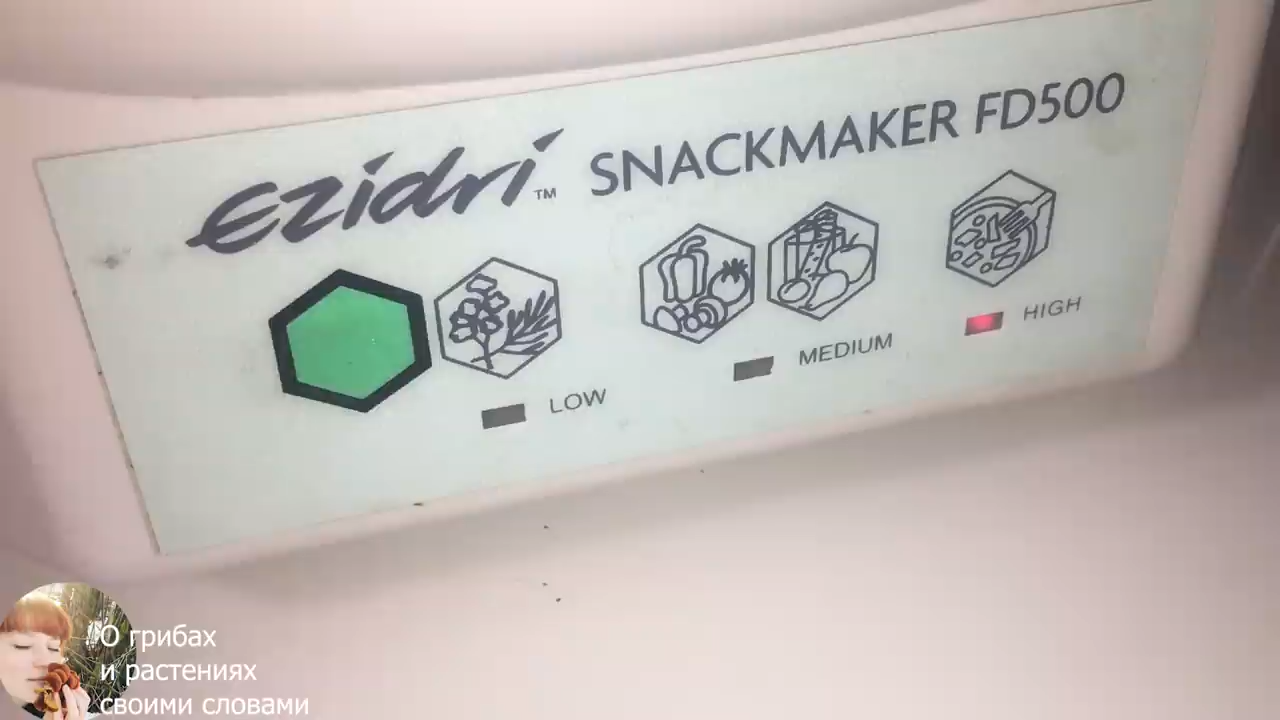 Ezidri™ SNACKMAKER FD500
LOW
MEDIUM
HIGH
О грибах
и растениях
своими словами